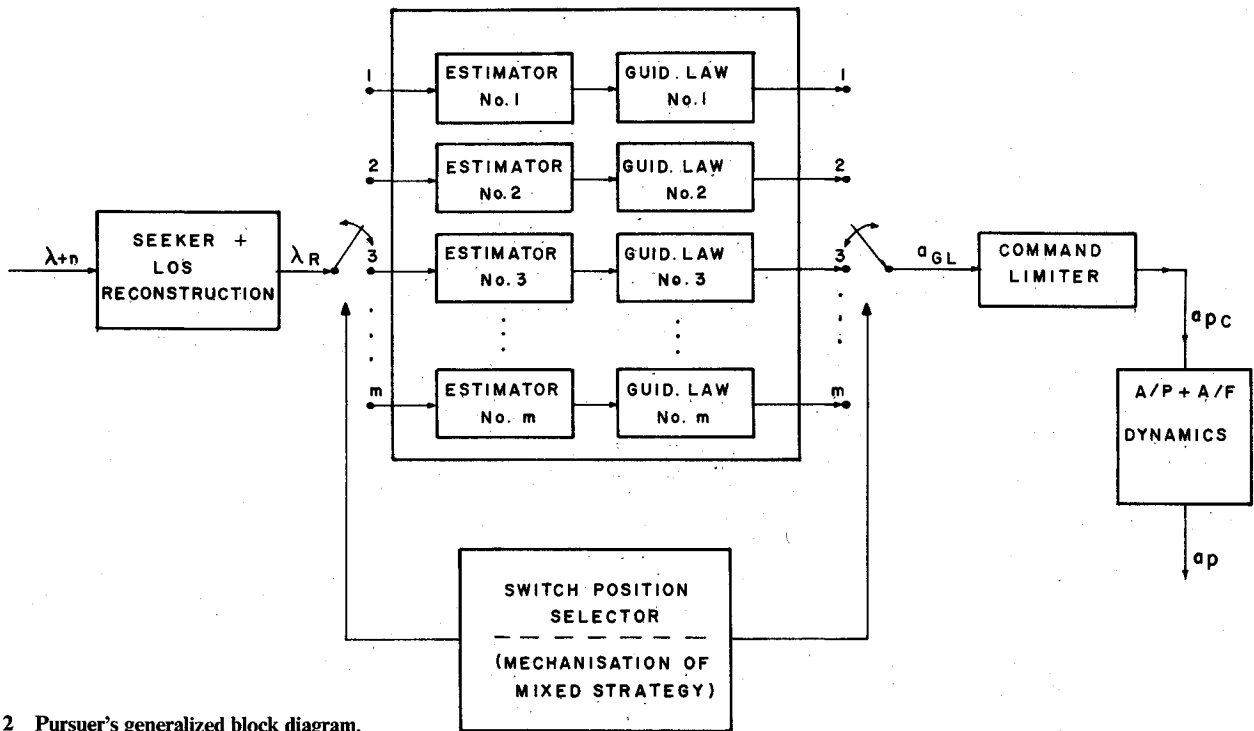 1
ESTIMATOR
No.1
GUID. LAW
No.1
1
2
ESTIMATOR
No.2
GUID. LAW
No.2
2
λ+n
SEEKER +
LOS
RECONSTRUCTION
λR
3
ESTIMATOR
No.3
GUID. LAW
No.3
3
aGL
COMMAND
LIMITER
apc
m
ESTIMATOR
No. m
GUID. LAW
No. m
m
A/P + A/F
DYNAMICS
ap
SWITCH POSITION
SELECTOR
(MECHANISATION OF
MIXED STRATEGY)
2 Pursuer's generalized block diagram.